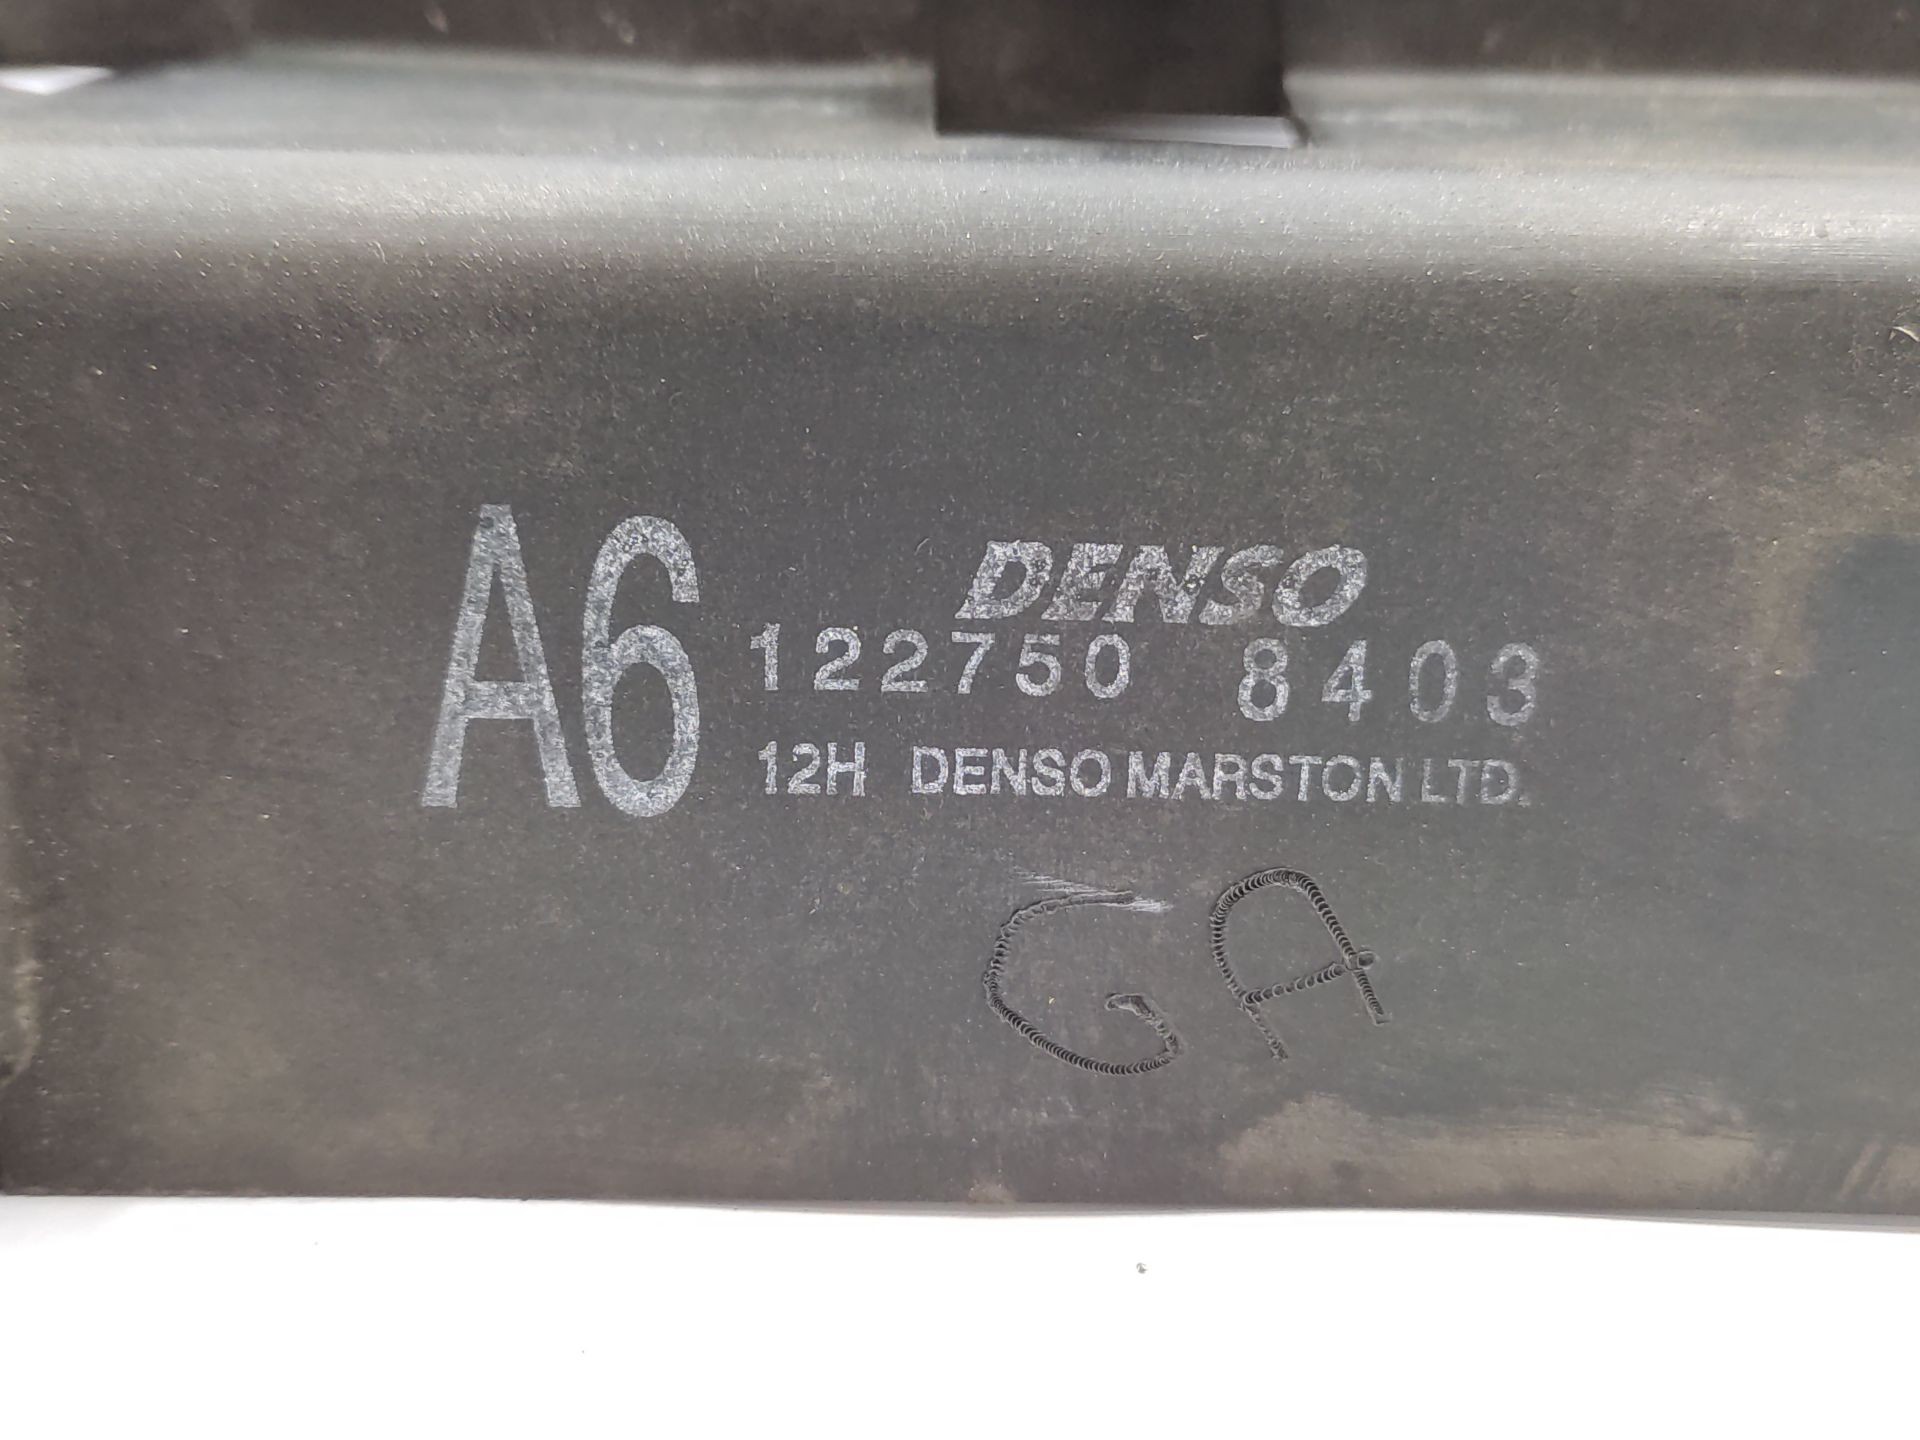 A6
DENSO
122750 8403
12H DENSO MARSTON LTD.
GA